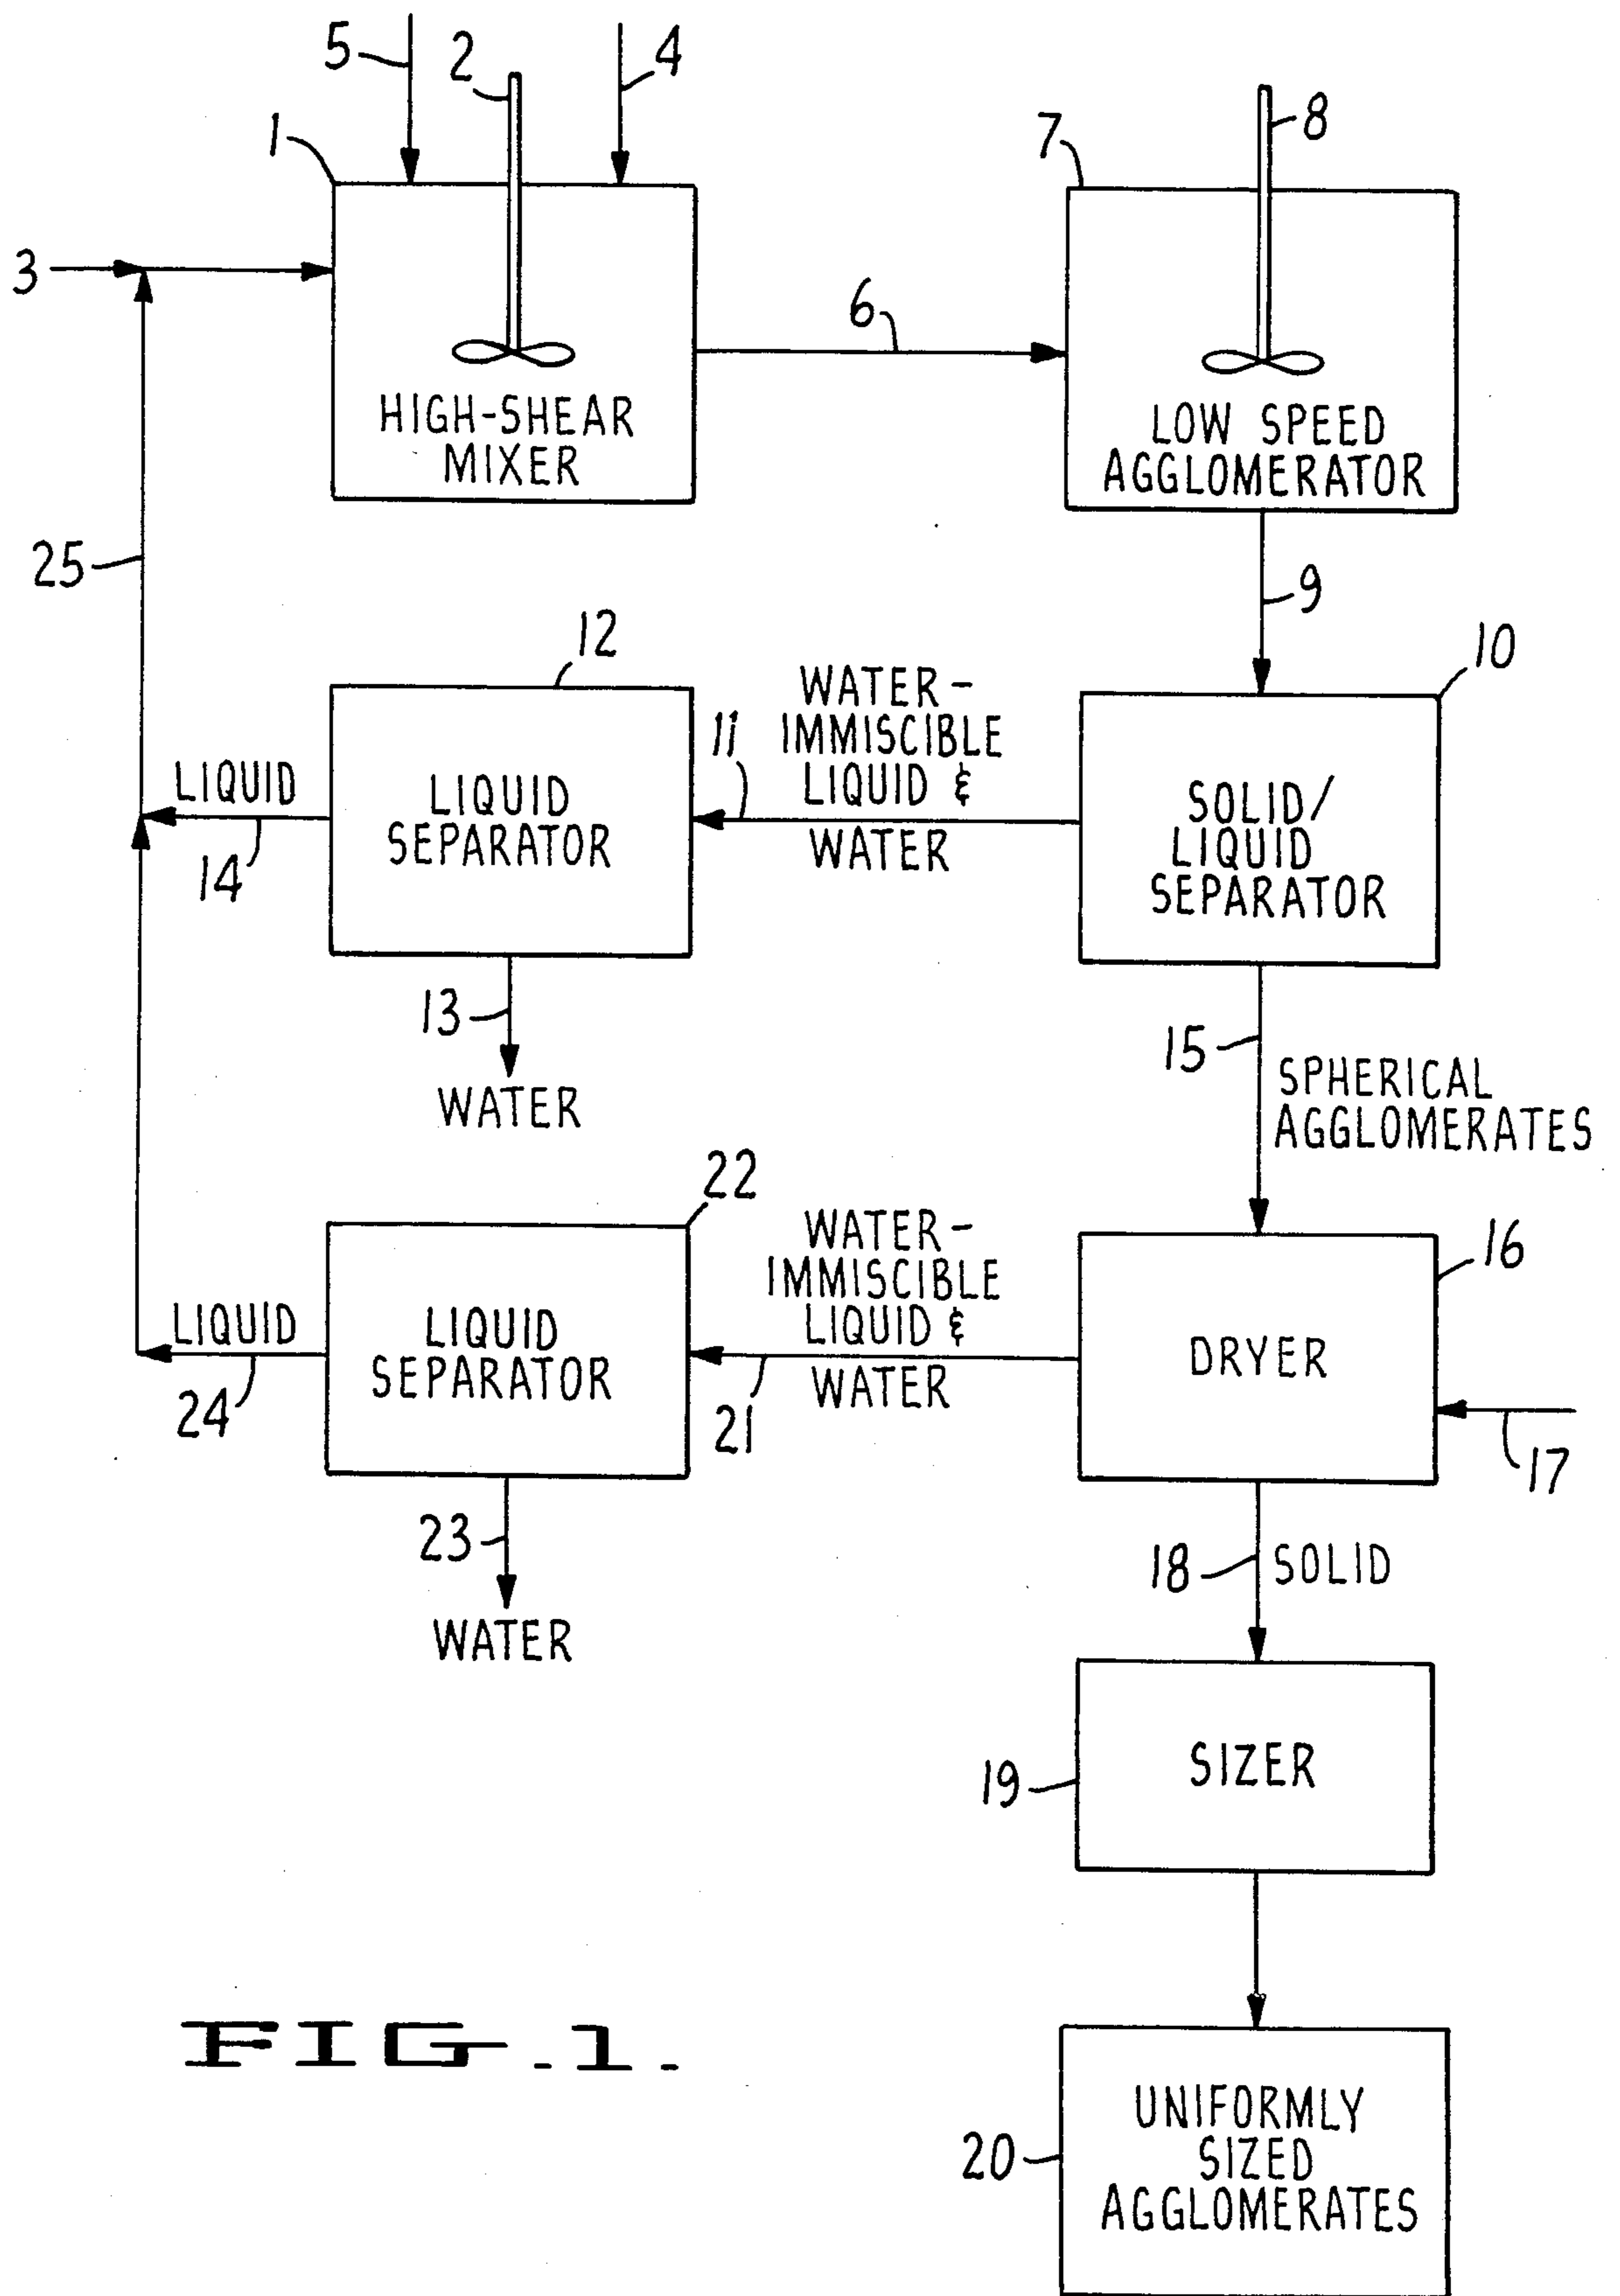 5
2
4
1
7
8
3
6
HIGH-SHEAR
MIXER
LOW SPEED
AGGLOMERATOR
25
9
12
10
WATER-
IMMISCIBLE
LIQUID &
WATER
11
LIQUID
14
LIQUID
SEPARATOR
SOLID/
LIQUID
SEPARATOR
13
WATER
15
SPHERICAL
AGGLOMERATES
22
16
WATER-
IMMISCIBLE
LIQUID &
WATER
21
LIQUID
24
LIQUID
SEPARATOR
DRYER
17
23
WATER
18
SOLID
19
SIZER
20
UNIFORMLY
SIZED
AGGLOMERATES
FIG.1.